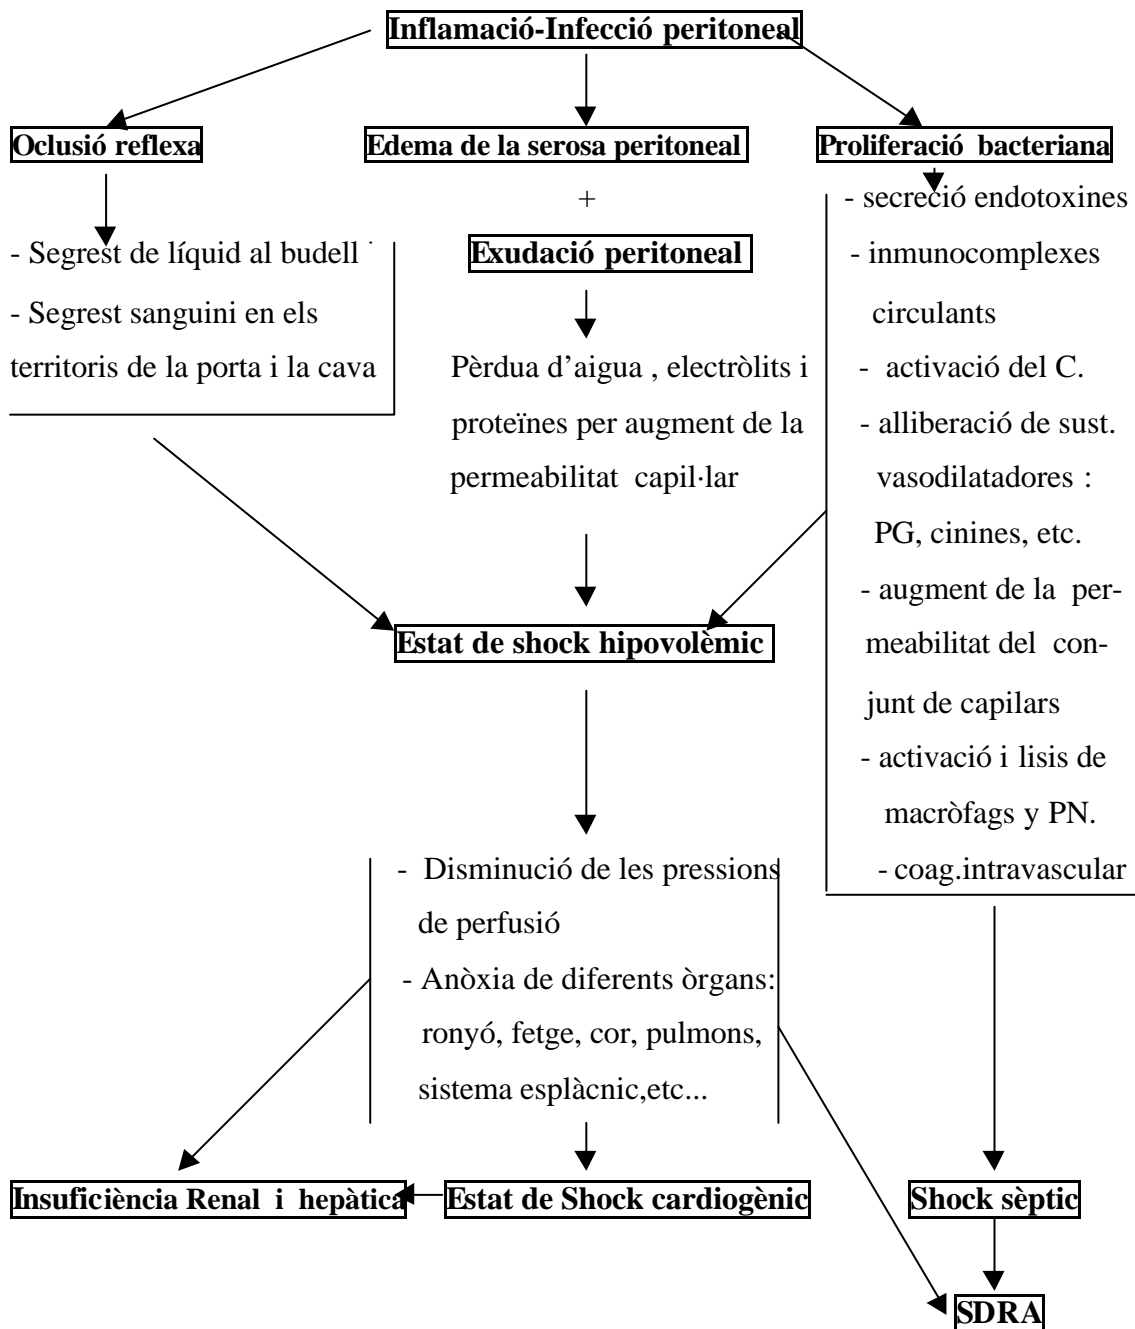 Inflamació-Infecció peritoneal
Oclusió reflexa
- Segrest de líquid al budell
- Segrest sanguini en els
territoris de la porta i la cava
Edema de la serosa peritoneal
+
Exudació peritoneal
Pèrdua d’aigua , electròlits i
proteïnes per augment de la
permeabilitat capil·lar
Proliferació bacteriana
- secreció endotoxines
- inmunocomplexes
circulants
- activació del C.
- alliberació de sust.
vasodilatadores :
PG, cinines, etc.
- augment de la per-
meabilitat del con-
junt de capilars
- activació i lisis de
macròfags y PN.
- coag.intravascular
Estat de shock hipovolèmic
- Disminució de les pressions
de perfusió
- Anòxia de diferents òrgans:
ronyó, fetge, cor, pulmons,
sistema esplàcnic,etc...
Insuficiència Renal i hepàtica
Estat de Shock cardiogènic
Shock sèptic
SDRA